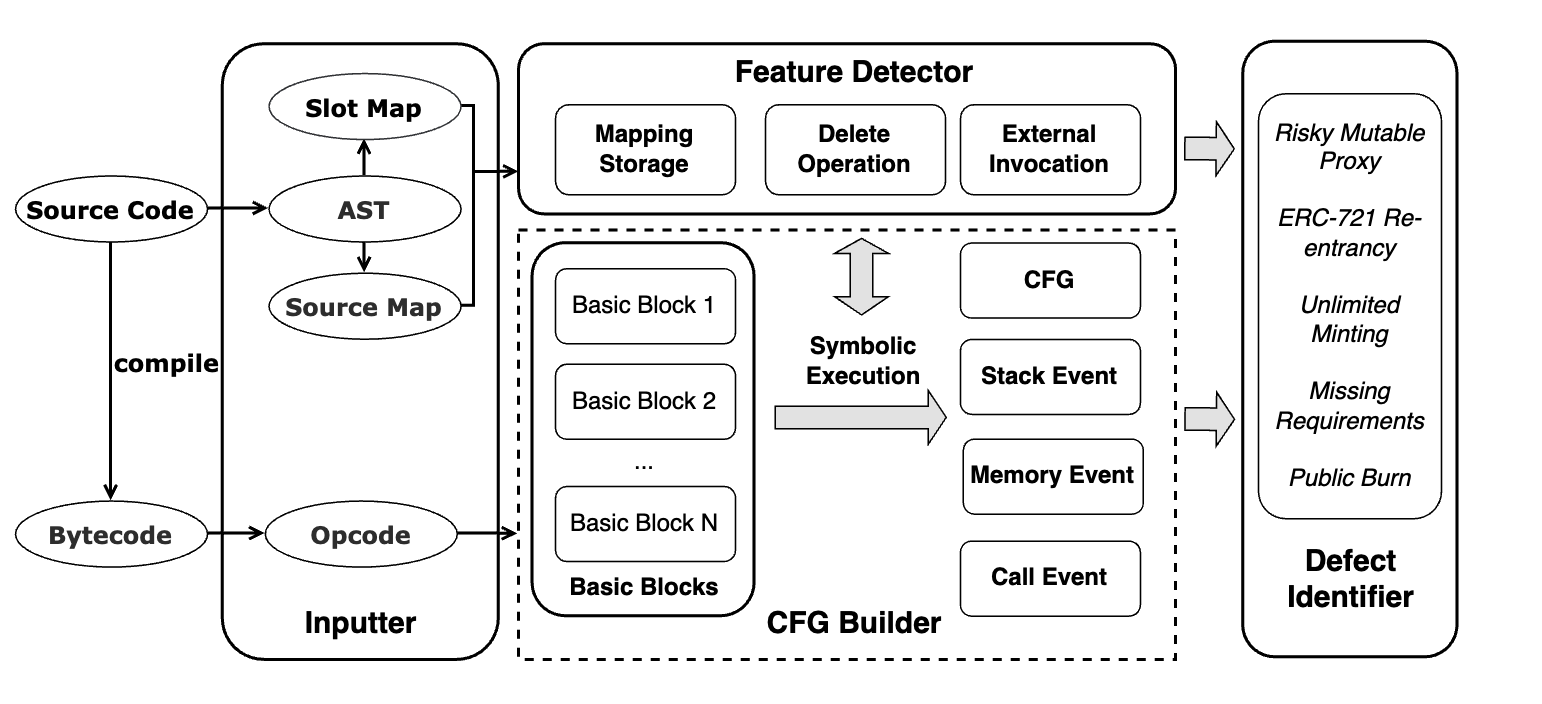 Source Code
compile
Bytecode
Slot Map
AST
Source Map
Opcode
Inputter
Feature Detector
Mapping
Storage
Delete
Operation
External
Invocation
Basic Block 1
Basic Block 2
...
Basic Block N
Basic Blocks
Symbolic
Execution
CFG
Stack Event
Memory Event
Call Event
CFG Builder
Risky Mutable
Proxy
ERC-721 Re-
entrancy
Unlimited
Minting
Missing
Requirements
Public Burn
Defect
Identifier